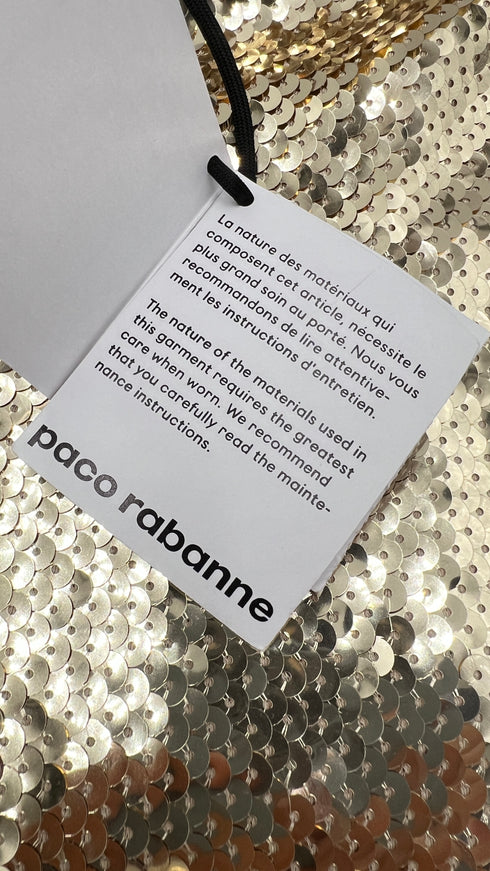 La nature des matériaux qui
composent cet article, nécessite le
plus grand soin au porté. Nous vous
recommandons de lire attentive-
ment les instructions d'entretien.
The nature of the materials used in
this garment requires the greatest
care when worn. We recommend
that you carefully read the mainte-
nance instructions.
paco rabanne